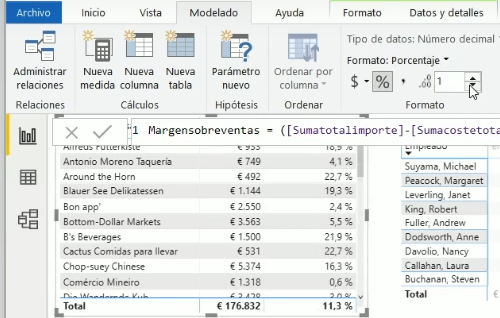 Archivo Inicio Vista Modelado Ayuda Formato Datos y detalles
Tipo de datos: Número decimal
Formato: Porcentaje
$ % , .00 1
Administrar relaciones
Nueva medida
Nueva columna
Nueva tabla
Parámetro nuevo
Ordenar por columna
Relaciones Cálculos Hipótesis Ordenar Formato
1 Margensobreventas = ([Sumatotalimporte]-[Sumacostetota
Alfreds Futterkiste € 953 18,9 %
Antonio Moreno Taquería € 749 4,1 %
Around the Horn € 492 22,7 %
Blauer See Delikatessen € 1.144 19,3 %
Bon app' € 2.550 2,4 %
Bottom-Dollar Markets € 3.563 5,5 %
B's Beverages € 1.500 21,9 %
Cactus Comidas para llevar € 531 22,7 %
Chop-suey Chinese € 5.374 16,3 %
Comércio Mineiro € 1.318 0,6 %
Die Wandernde Kuh € 3.428 3,0 %
Total € 176.832 11,3 %
Empleado
Suyama, Michael
Peacock, Margaret
Leverling, Janet
King, Robert
Fuller, Andrew
Dodsworth, Anne
Davolio, Nancy
Callahan, Laura
Buchanan, Steven
Total